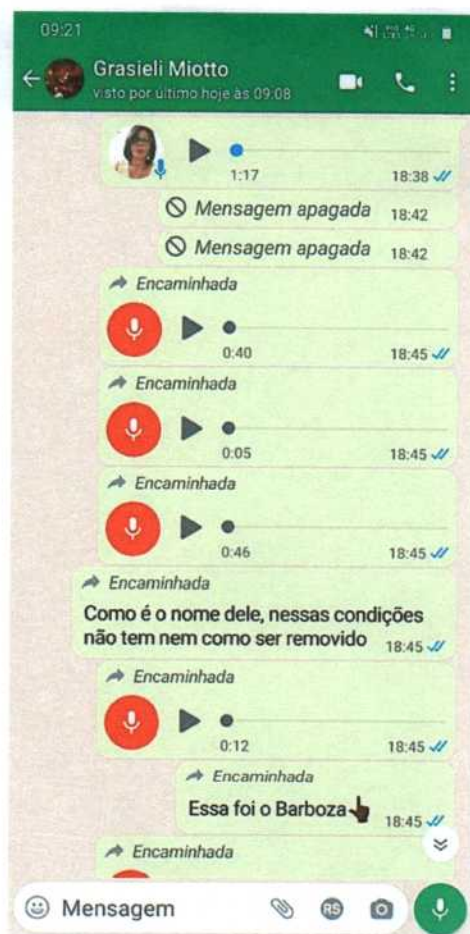 09:21
Grasieli Miotto
visto por último hoje às 09:08
1:17 18:38
Mensagem apagada 18:42
Mensagem apagada 18:42
Encaminhada
0:40 18:45
Encaminhada
0:05 18:45
Encaminhada
0:46 18:45
Encaminhada
Como é o nome dele, nessas condições
não tem nem como ser removido 18:45
Encaminhada
0:12 18:45
Encaminhada
Essa foi o Barboza 18:45
Encaminhada
Mensagem RS